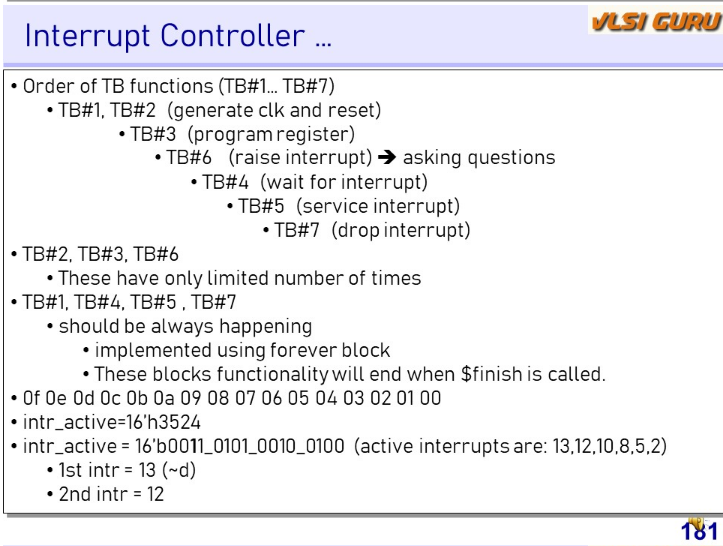 Interrupt Controller ...
VLSI GURU
• Order of TB functions (TB#1... TB#7)
• TB#1, TB#2 (generate clk and reset)
• TB#3 (program register)
• TB#6 (raise interrupt) ➔ asking questions
• TB#4 (wait for interrupt)
• TB#5 (service interrupt)
• TB#7 (drop interrupt)
• TB#2, TB#3, TB#6
• These have only limited number of times
• TB#1, TB#4, TB#5 , TB#7
• should be always happening
• implemented using forever block
• These blocks functionality will end when $finish is called.
• 0f 0e 0d 0c 0b 0a 09 08 07 06 05 04 03 02 01 00
• intr_active=16'h3524
• intr_active = 16'b0011_0101_0010_0100 (active interrupts are: 13,12,10,8,5,2)
• 1st intr = 13 (~d)
• 2nd intr = 12
181